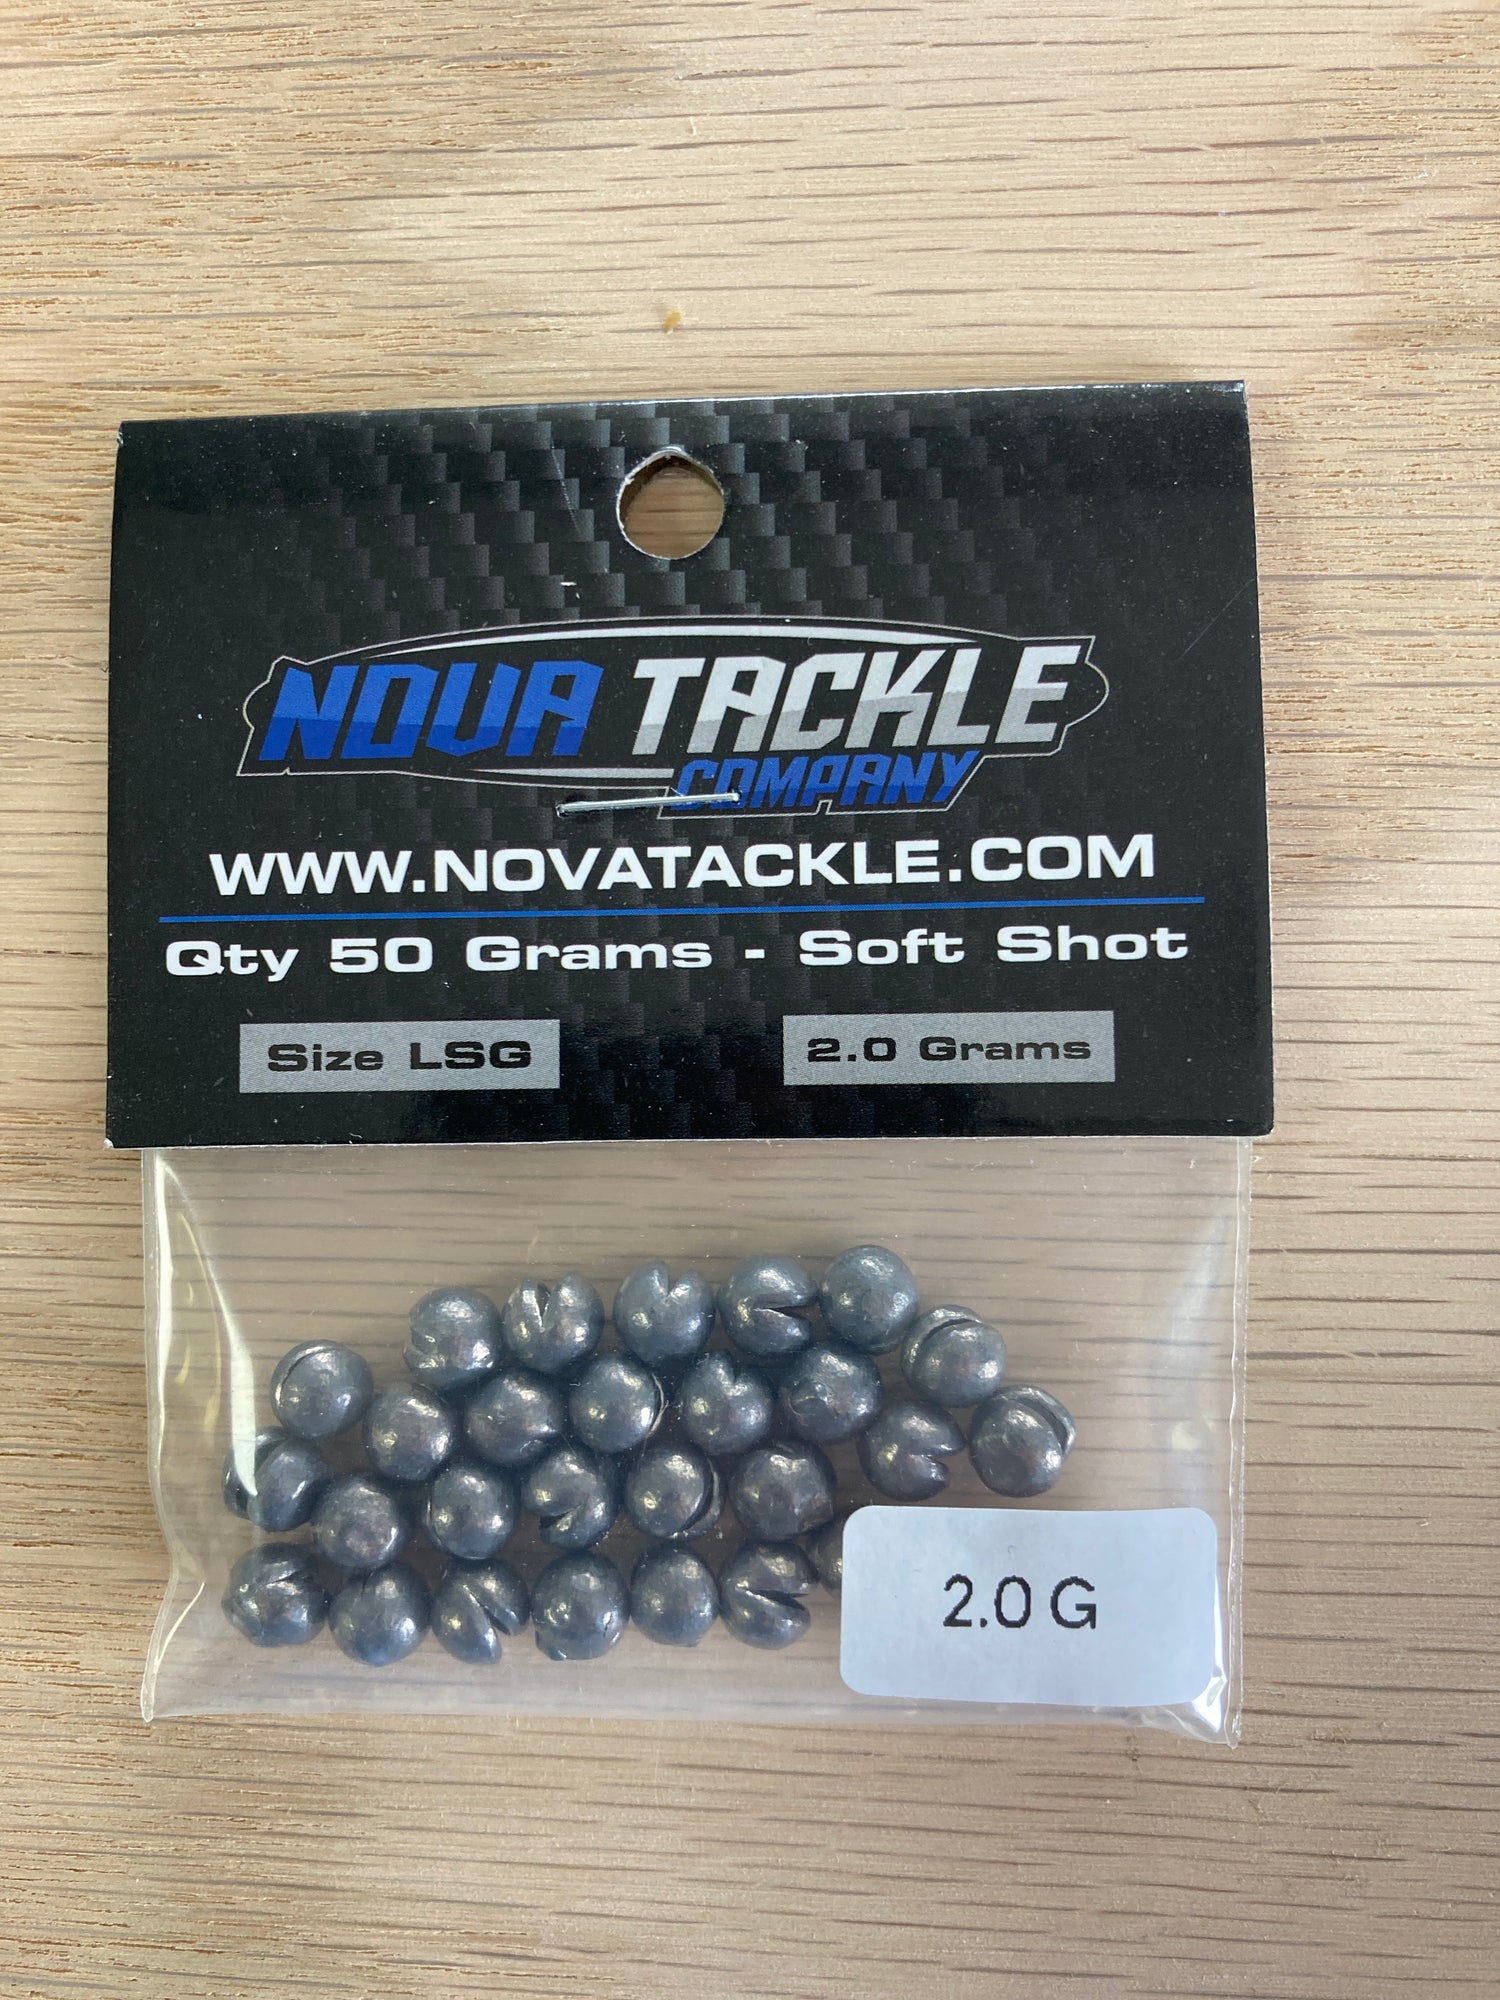 NOVA TACKLE
COMPANY
WWW.NOVATACKLE.COM
Qty 50 Grams - Soft Shot
Size LSG
2.0 Grams
2.0 G